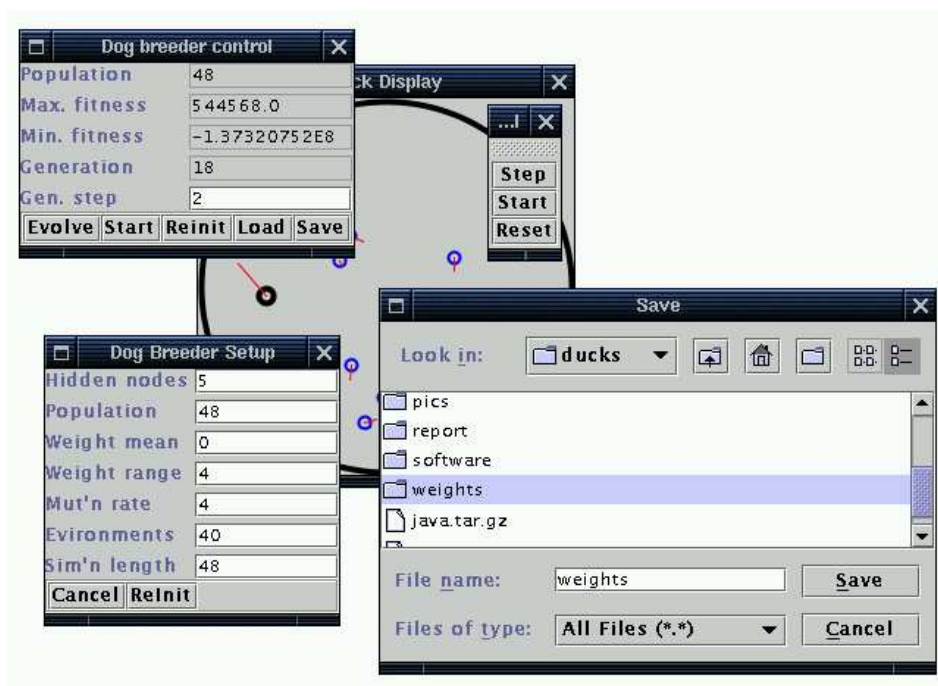 Dog breeder control
Population 48
Max. fitness 544568.0
Min. fitness -1.37320752E8
Generation 18
Gen. step 2
Evolve Start Reinit Load Save
ck Display
...l
Step
Start
Reset
Dog Breeder Setup
Hidden nodes 5
Population 48
Weight mean 0
Weight range 4
Mut'n rate 4
Evironments 40
Sim'n length 48
Cancel ReInit
Save
Look in: ducks
pics
report
software
weights
java.tar.gz
File name: weights Save
Files of type: All Files (*.*) Cancel